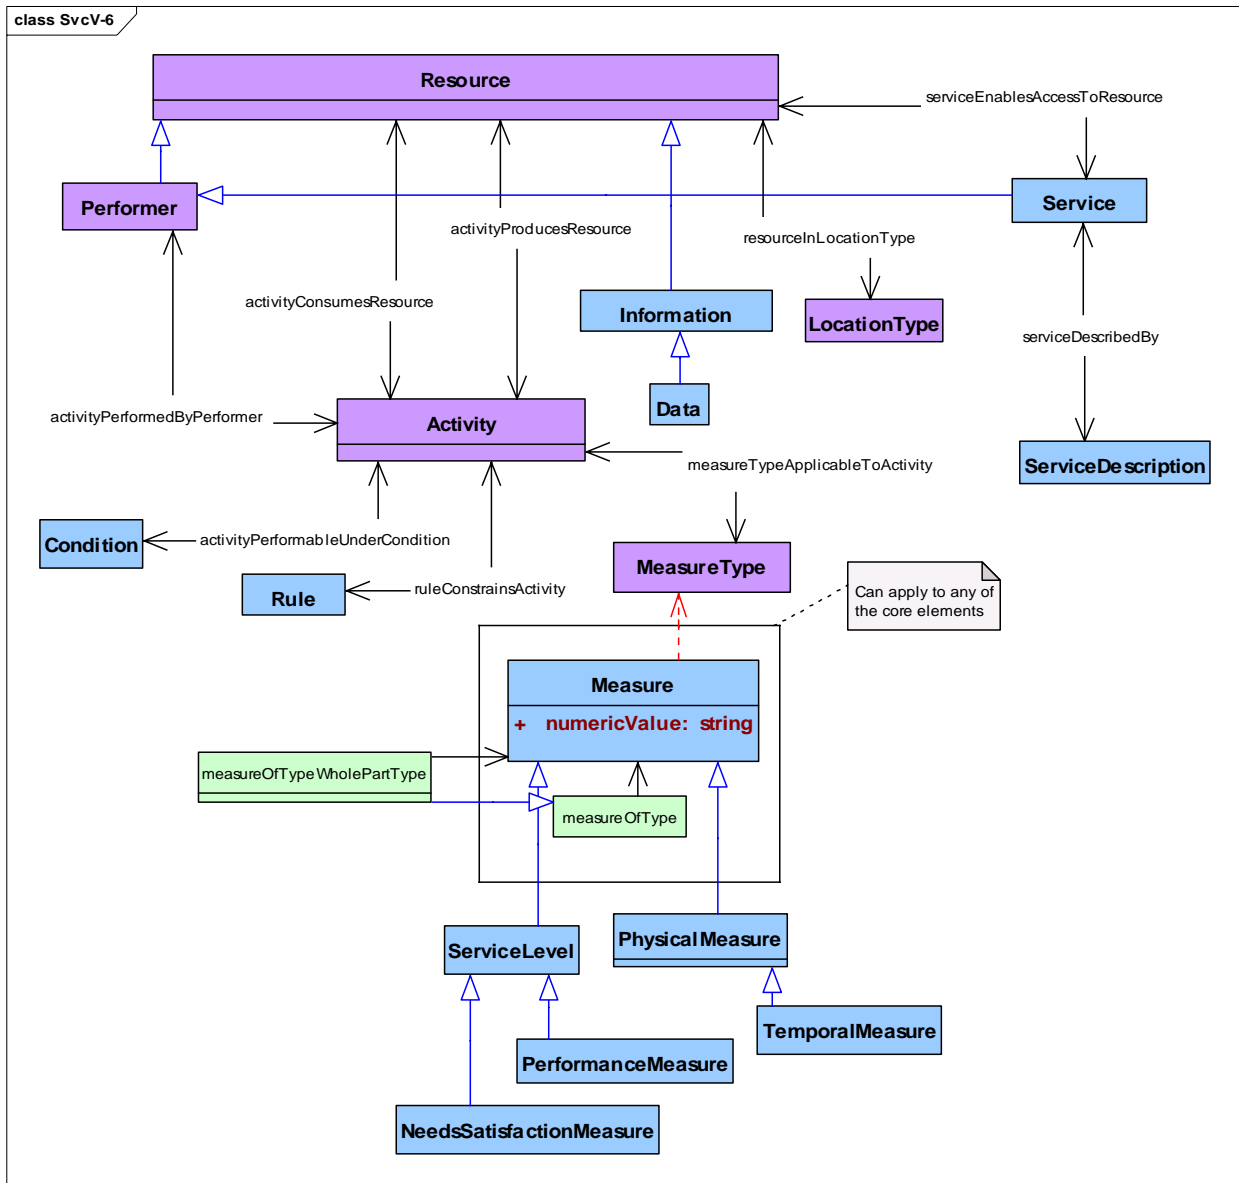 class SvcV-6
Resource
serviceEnablesAccessToResource
Performer
Service
activityProducesResource
resourceInLocationType
activityConsumesResource
Information
LocationType
serviceDescribedBy
Data
activityPerformedByPerformer
Activity
measureTypeApplicableToActivity
ServiceDescription
Condition
activityPerformableUnderCondition
MeasureType
Rule
ruleConstrainsActivity
Can apply to any of
the core elements
Measure
+ numericValue: string
measureOfTypeWholePartType
measureOfType
ServiceLevel
PhysicalMeasure
TemporalMeasure
PerformanceMeasure
NeedsSatisfactionMeasure